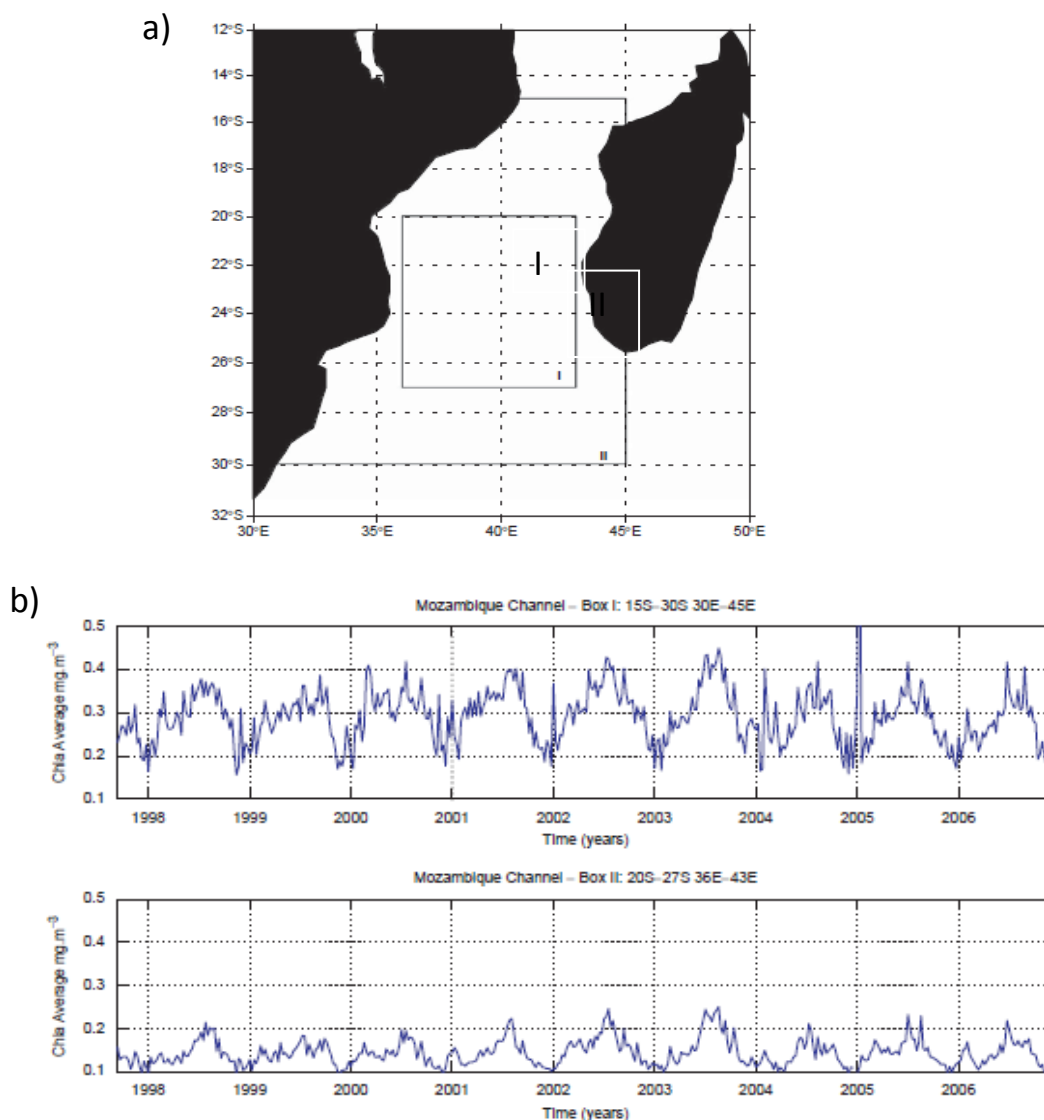 a)
12°S
14°S
16°S
18°S
20°S
22°S
24°S
26°S
28°S
30°S
32°S
I
II
I
II
30°E 35°E 40°E 45°E 50°E
b)
Mozambique Channel – Box I: 15S–30S 30E–45E
Chla Average mg.m⁻³
0.5
0.4
0.3
0.2
0.1
1998 1999 2000 2001 2002 2003 2004 2005 2006
Time (years)
Mozambique Channel – Box II: 20S–27S 36E–43E
Chla Average mg.m⁻³
0.5
0.4
0.3
0.2
0.1
1998 1999 2000 2001 2002 2003 2004 2005 2006
Time (years)